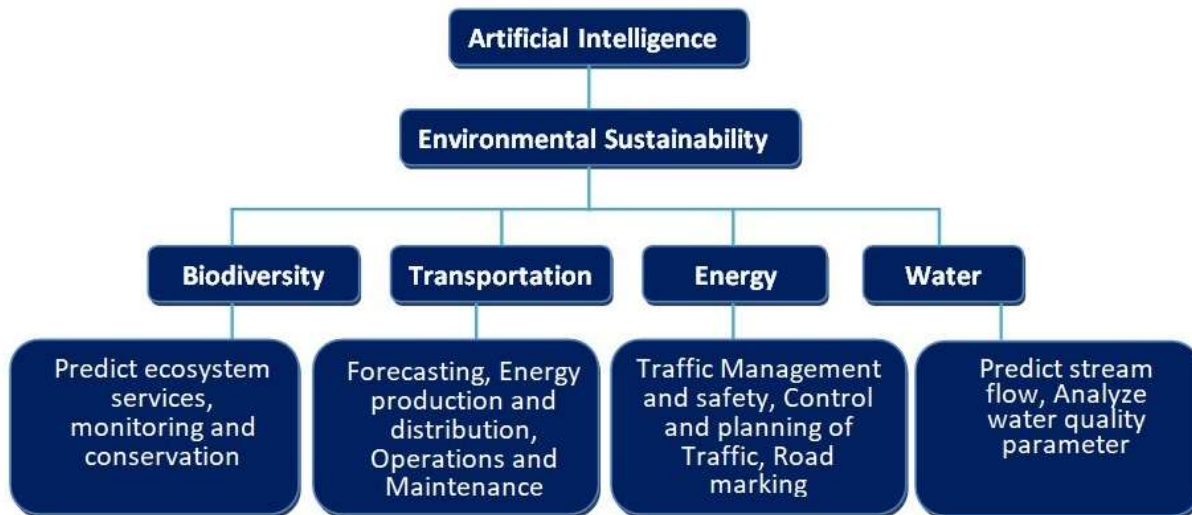 Artificial Intelligence
Environmental Sustainability
Biodiversity
Transportation
Energy
Water
Predict ecosystem
services,
monitoring and
conservation
Forecasting, Energy
production and
distribution,
Operations and
Maintenance
Traffic Management
and safety, Control
and planning of
Traffic, Road
marking
Predict stream
flow, Analyze
water quality
parameter